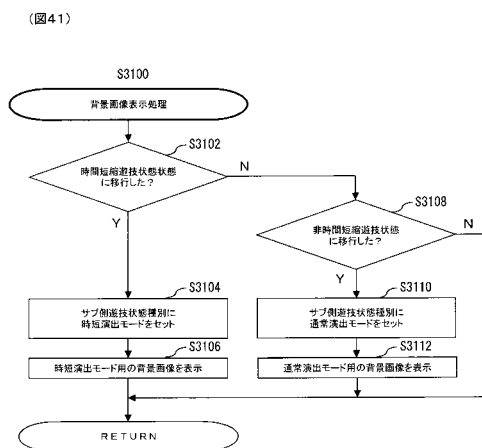 (図41)
S3100
背景画像表示処理
S3102
時間短縮遊技状態状態
に移行した?
N
Y
S3108
非時間短縮遊技状態
に移行した?
N
Y
S3104
サブ側遊技状態種別に
時短演出モードをセット
S3110
サブ側遊技状態種別に
通常演出モードをセット
S3106
時短演出モード用の背景画像を表示
S3112
通常演出モード用の背景画像を表示
RETURN